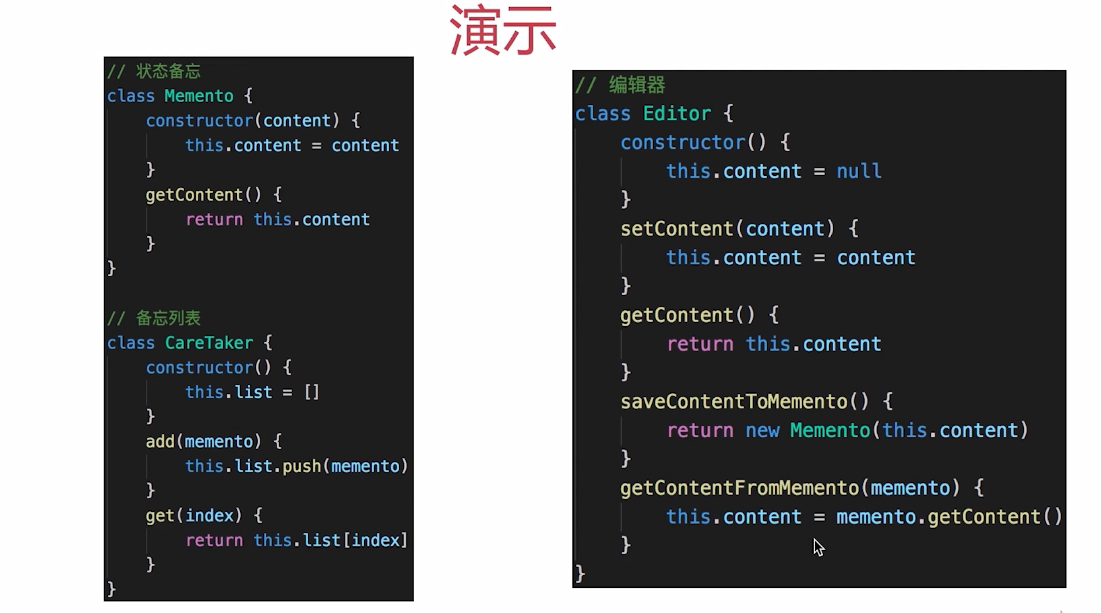 演示
// 状态备忘
class Memento {
    constructor(content) {
        this.content = content
    }
    getContent() {
        return this.content
    }
}
// 备忘列表
class CareTaker {
    constructor() {
        this.list = []
    }
    add(memento) {
        this.list.push(memento)
    }
    get(index) {
        return this.list[index]
    }
}
// 编辑器
class Editor {
    constructor() {
        this.content = null
    }
    setContent(content) {
        this.content = content
    }
    getContent() {
        return this.content
    }
    saveContentToMemento() {
        return new Memento(this.content)
    }
    getContentFromMemento(memento) {
        this.content = memento.getContent()
    }
}